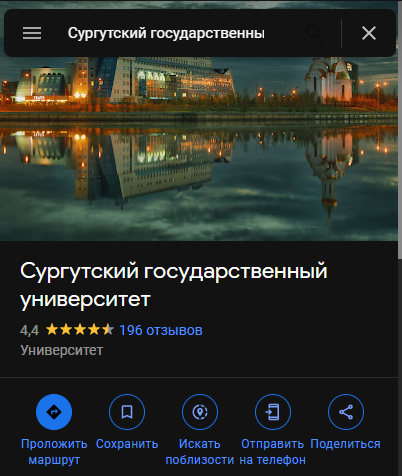 Сургутский государственны
Сургутский государственный
университет
4,4 196 отзывов
Университет
Проложить маршрут
Сохранить
Искать поблизости
Отправить на телефон
Поделиться